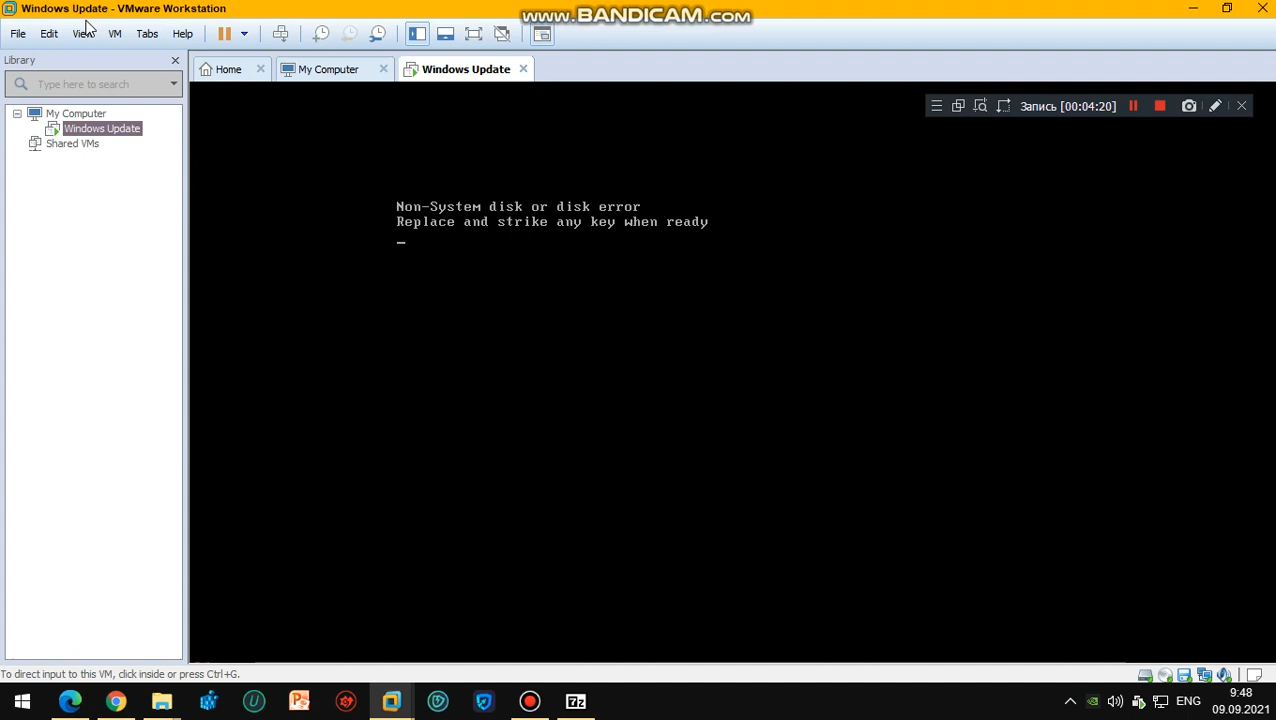 Windows Update - VMware Workstation
www.BANDICAM.com
File Edit View VM Tabs Help
Library
Home My Computer Windows Update
Type here to search
Запись [00:04:20]
My Computer
Windows Update
Shared VMs
Non-System disk or disk error
Replace and strike any key when ready
_
To direct input to this VM, click inside or press Ctrl+G.
U 7z ENG 9:48
09.09.2021